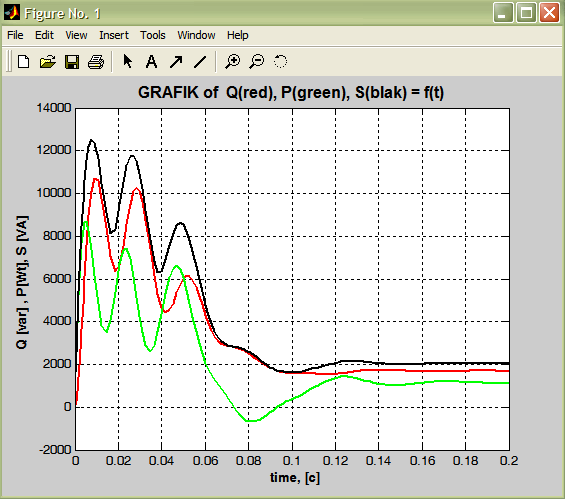 Figure No. 1
File Edit View Insert Tools Window Help
A
GRAFIK of Q(red), P(green), S(blak) = f(t)
14000
12000
10000
8000
6000
4000
2000
0
-2000
Q [var] , P[Wt], S [VA]
0 0.02 0.04 0.06 0.08 0.1 0.12 0.14 0.16 0.18 0.2
time, [c]